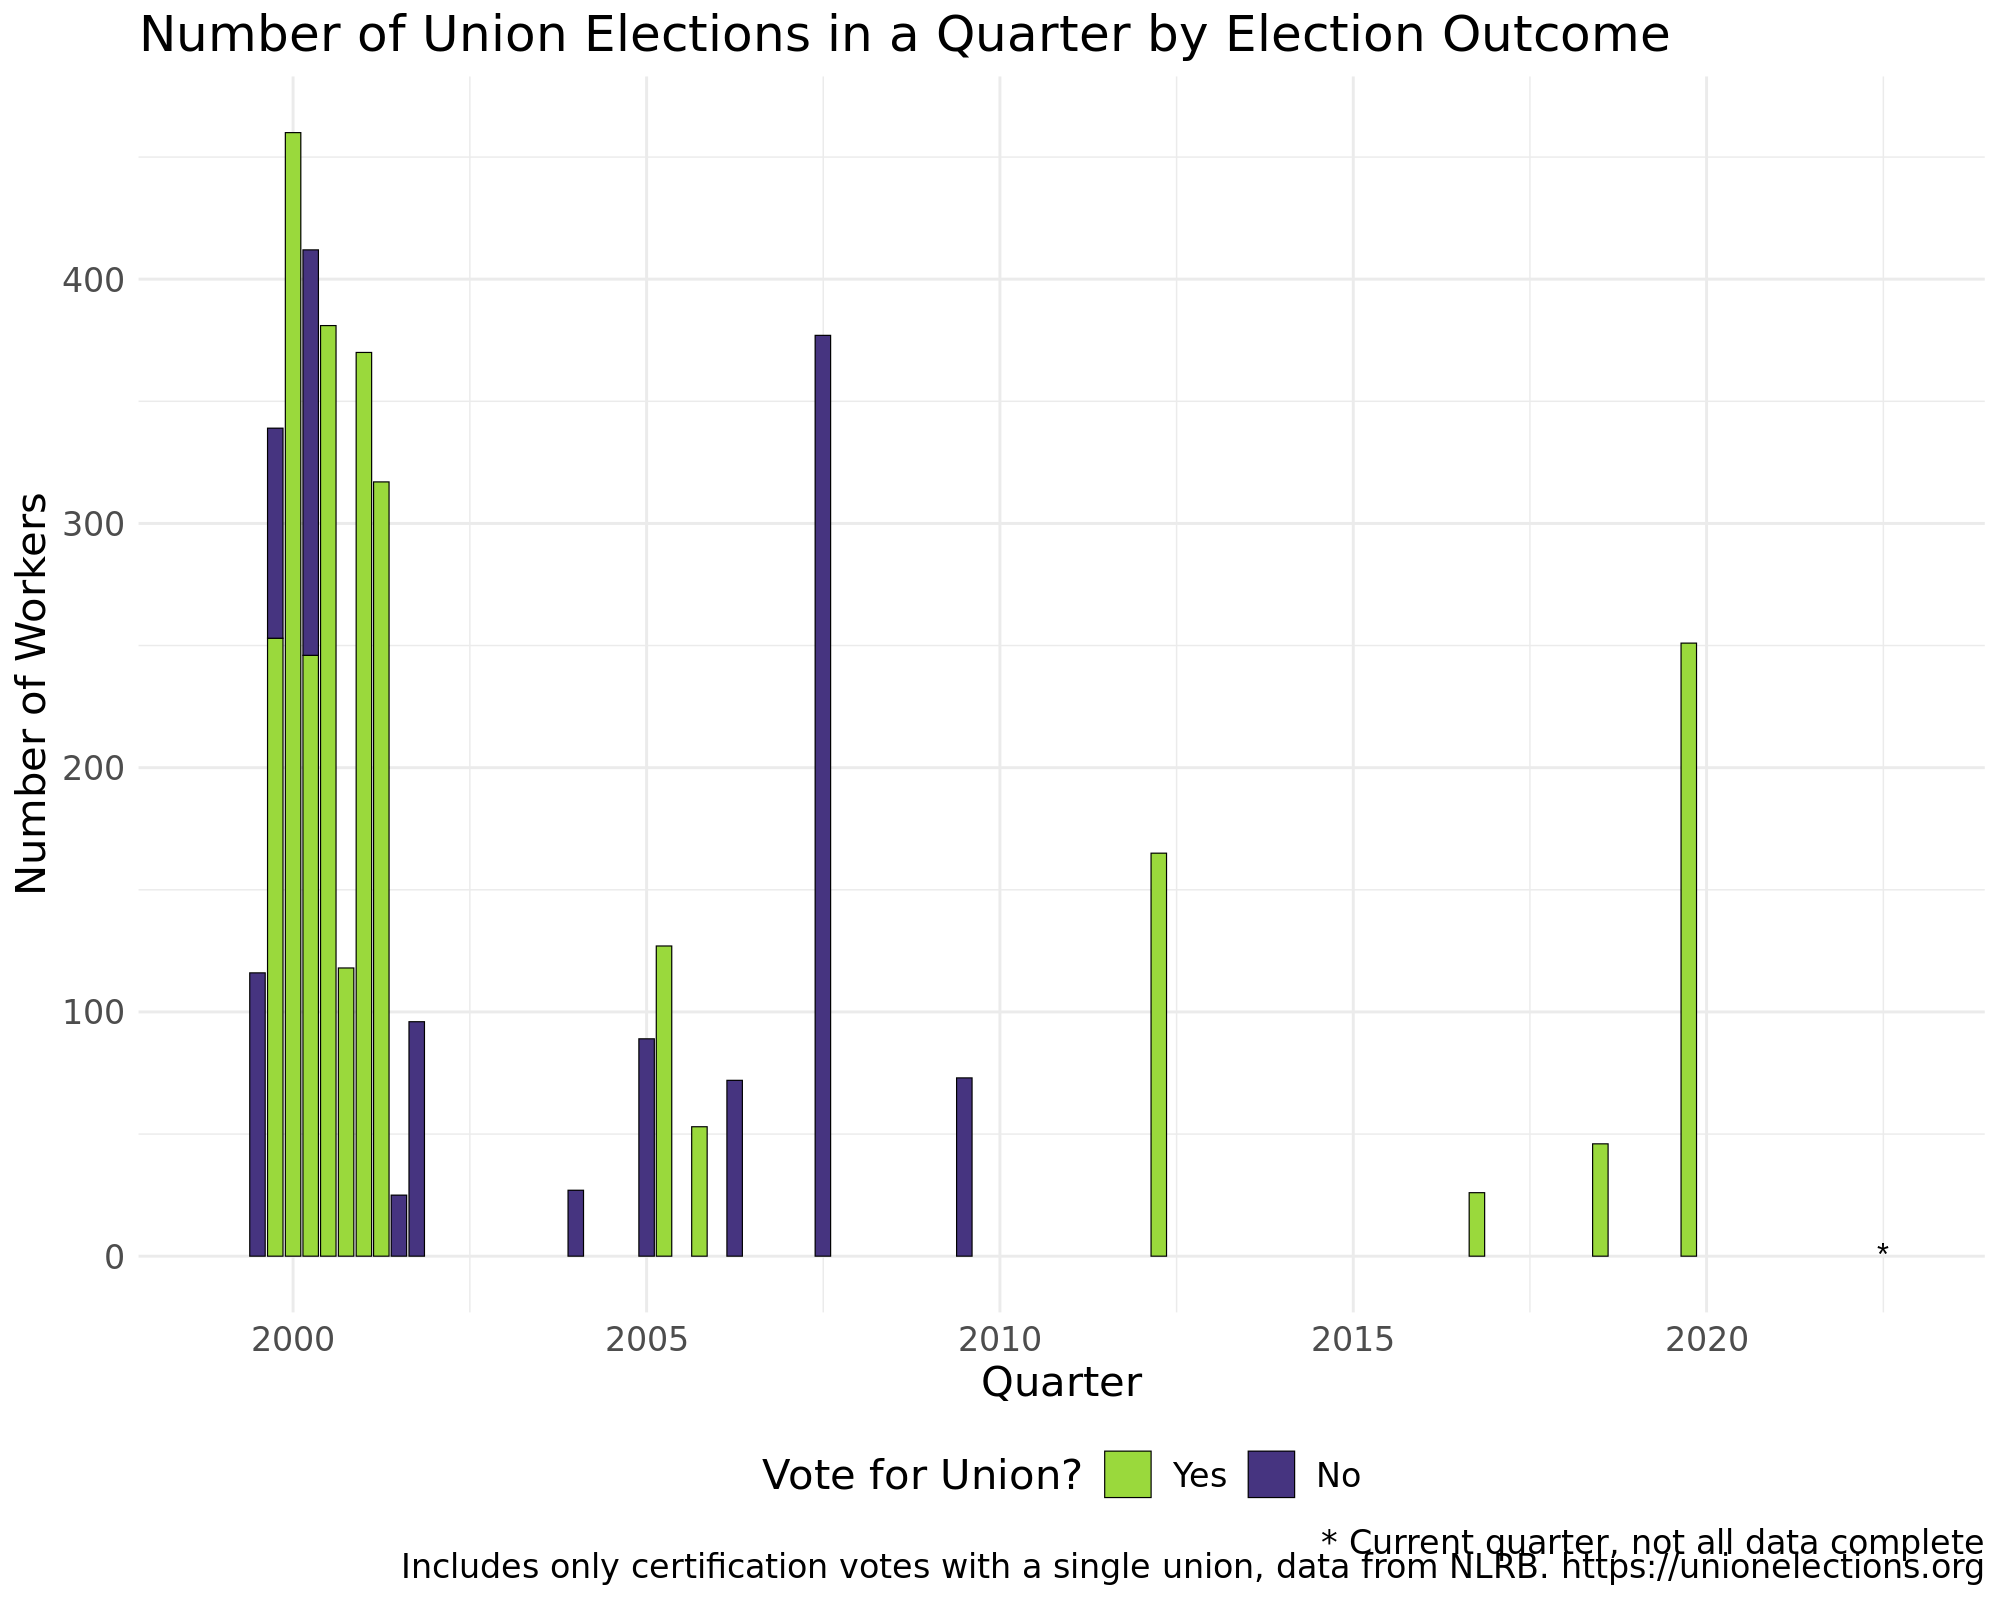 Number of Union Elections in a Quarter by Election Outcome
Number of Workers
400
300
200
100
0
*
2000 2005 2010 2015 2020
Quarter
Vote for Union? Yes No
* Current quarter, not all data complete
Includes only certification votes with a single union, data from NLRB. https://unionelections.org